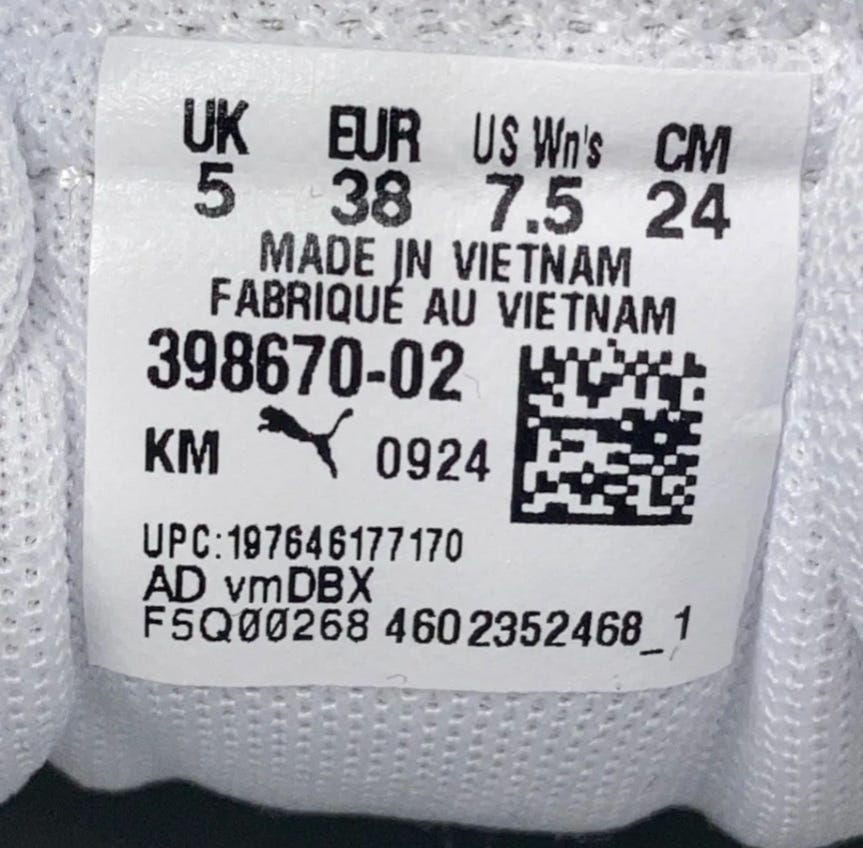 UK EUR US Wn's CM
5 38 7.5 24
MADE IN VIETNAM
FABRIQUÉ AU VIETNAM
398670-02
KM 0924
UPC:197646177170
AD vmDBX
F5Q00268 4602352468_1